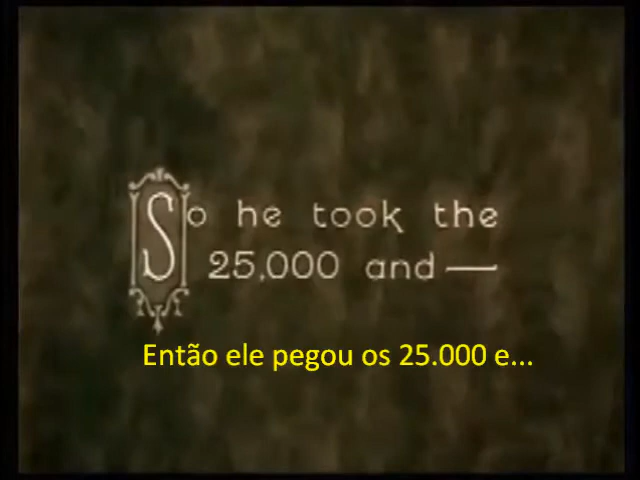 So he took the
25,000 and —
Então ele pegou os 25.000 e...